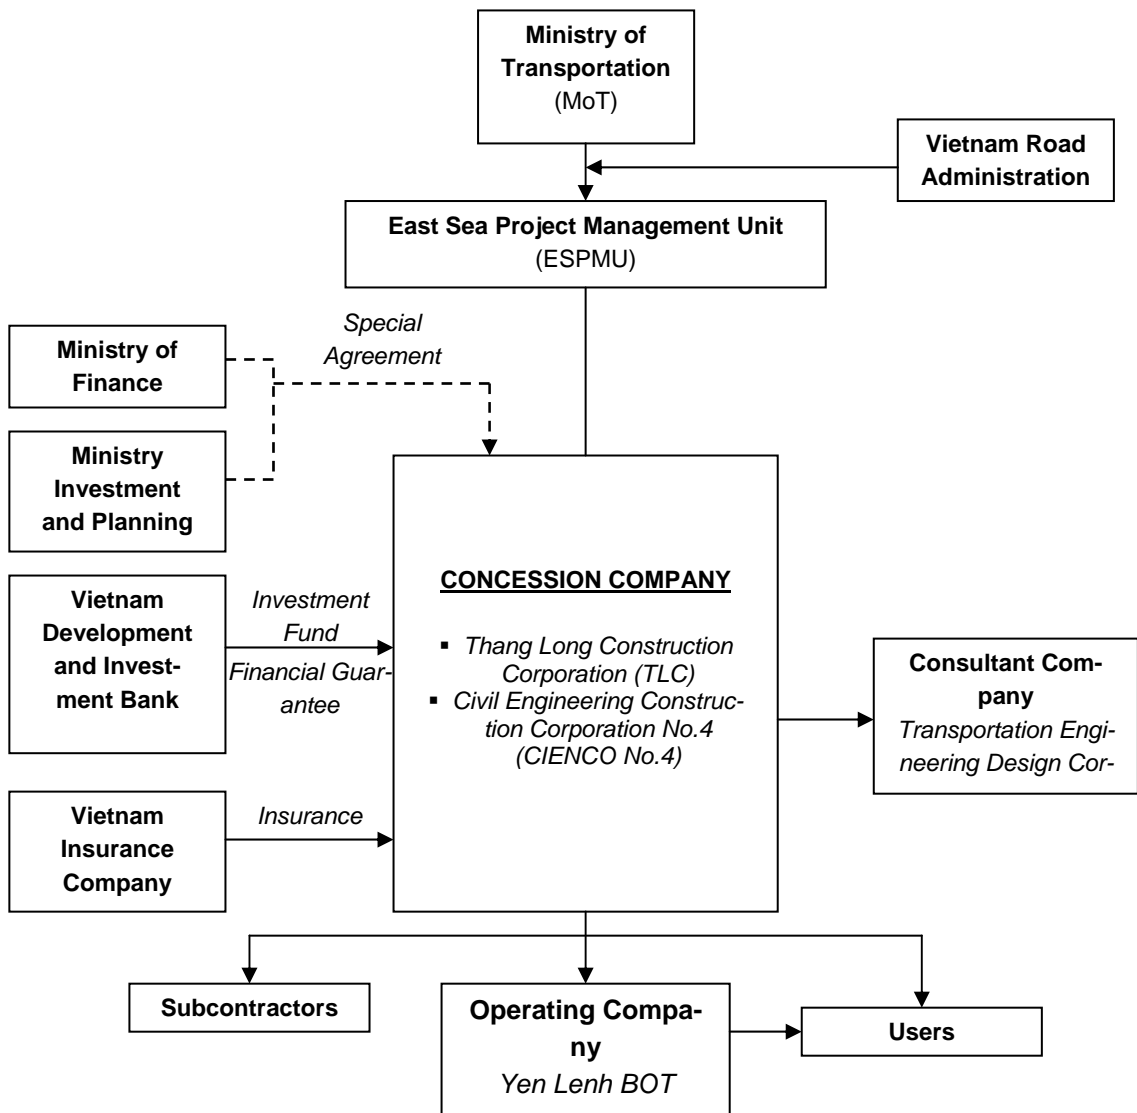 Ministry of
Transportation
(MoT)
Vietnam Road
Administration
East Sea Project Management Unit
(ESPMU)
Special
Agreement
Ministry of
Finance
Ministry
Investment
and Planning
Vietnam
Development
and Invest-
ment Bank
Investment
Fund
Financial Guar-
antee
CONCESSION COMPANY
▪ Thang Long Construction
Corporation (TLC)
▪ Civil Engineering Construc-
tion Corporation No.4
(CIENCO No.4)
Consultant Com-
pany
Transportation Engi-
neering Design Cor-
Vietnam
Insurance
Company
Insurance
Subcontractors
Operating Compa-
ny
Yen Lenh BOT
Users